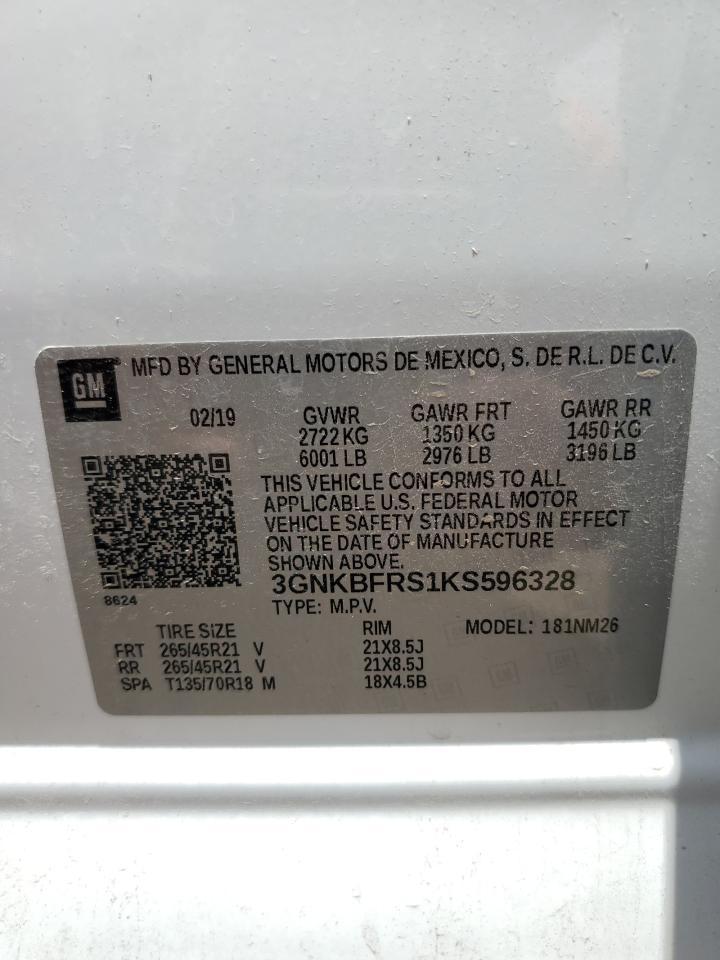 GM MFD BY GENERAL MOTORS DE MEXICO, S. DE R.L. DE C.V.
02/19 GVWR GAWR FRT GAWR RR
2722 KG 1350 KG 1450 KG
6001 LB 2976 LB 3196 LB
THIS VEHICLE CONFORMS TO ALL
APPLICABLE U.S. FEDERAL MOTOR
VEHICLE SAFETY STANDARDS IN EFFECT
ON THE DATE OF MANUFACTURE
SHOWN ABOVE.
3GNKBFRS1KS596328
8624
TYPE: M.P.V.
TIRE SIZE RIM MODEL: 181NM26
FRT 265/45R21 V 21X8.5J
RR 265/45R21 V 21X8.5J
SPA T135/70R18 M 18X4.5B